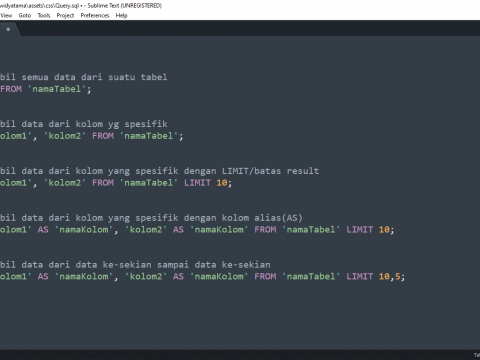 widyatama\assets\css\Query.sql • - Sublime Text (UNREGISTERED)
View Goto Tools Project Preferences Help
bil semua data dari suatu tabel
FROM 'namaTabel';
bil data dari kolom yg spesifik
olom1', 'kolom2' FROM 'namaTabel';
bil data dari kolom yang spesifik dengan LIMIT/batas result
olom1', 'kolom2' FROM 'namaTabel' LIMIT 10;
bil data dari kolom yang spesifik dengan kolom alias(AS)
olom1' AS 'namaKolom', 'kolom2' AS 'namaKolom' FROM 'namaTabel' LIMIT 10;
bil data dari data ke-sekian sampai data ke-sekian
olom1' AS 'namaKolom', 'kolom2' AS 'namaKolom' FROM 'namaTabel' LIMIT 10,5;